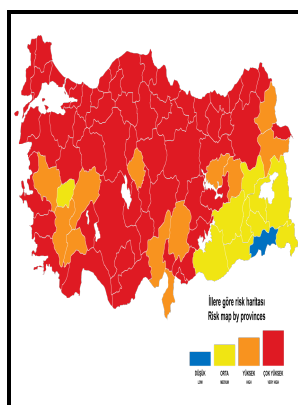 İllere göre risk haritası
Risk map by provinces
DÜŞÜK ORTA YÜKSEK ÇOK YÜKSEK
LOW MEDIUM HIGH VERY HIGH